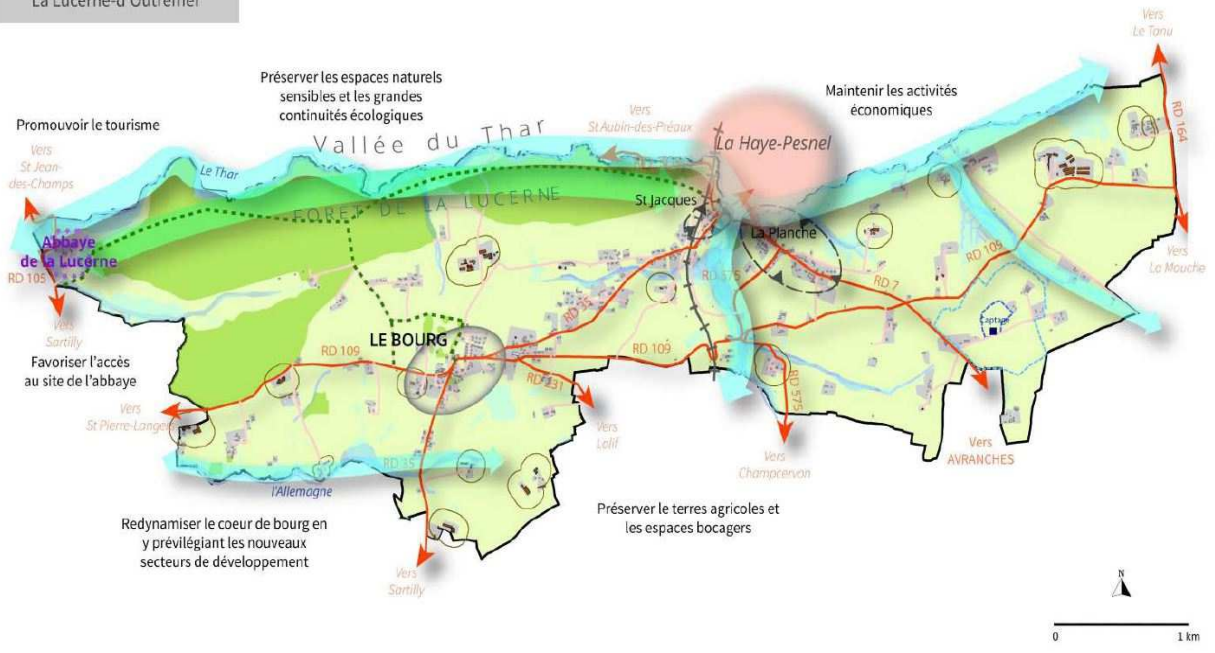 La Lucerne-d'Outremer
Vers
Le Tanu
Préserver les espaces naturels
sensibles et les grandes
continuités écologiques
Maintenir les activités
économiques
Promouvoir le tourisme
Vers
St Jean-
des-Champs
Le Thar
Vallée du Thar
Vers
St Aubin-des-Préaux
La Haye-Pesnel
RD 164
FORET DE LA LUCERNE
St Jacques
La Planche
Abbaye
de la Lucerne
RD 105
Vers
Sartilly
RD 35
RD 575
RD 7
RD 109
Vers
La Mouche
Captage
Favoriser l'accès
au site de l'abbaye
LE BOURG
RD 109
RD 109
RD 231
RD 575
Vers
St Pierre-Langers
Vers
Lolif
Vers
Champcervon
Vers
AVRANCHES
RD 35
l'Allemagne
Redynamiser le coeur de bourg en
y prévilégiant les nouveaux
secteurs de développement
Préserver le terres agricoles et
les espaces bocagers
Vers
Sartilly
N
0 1 km